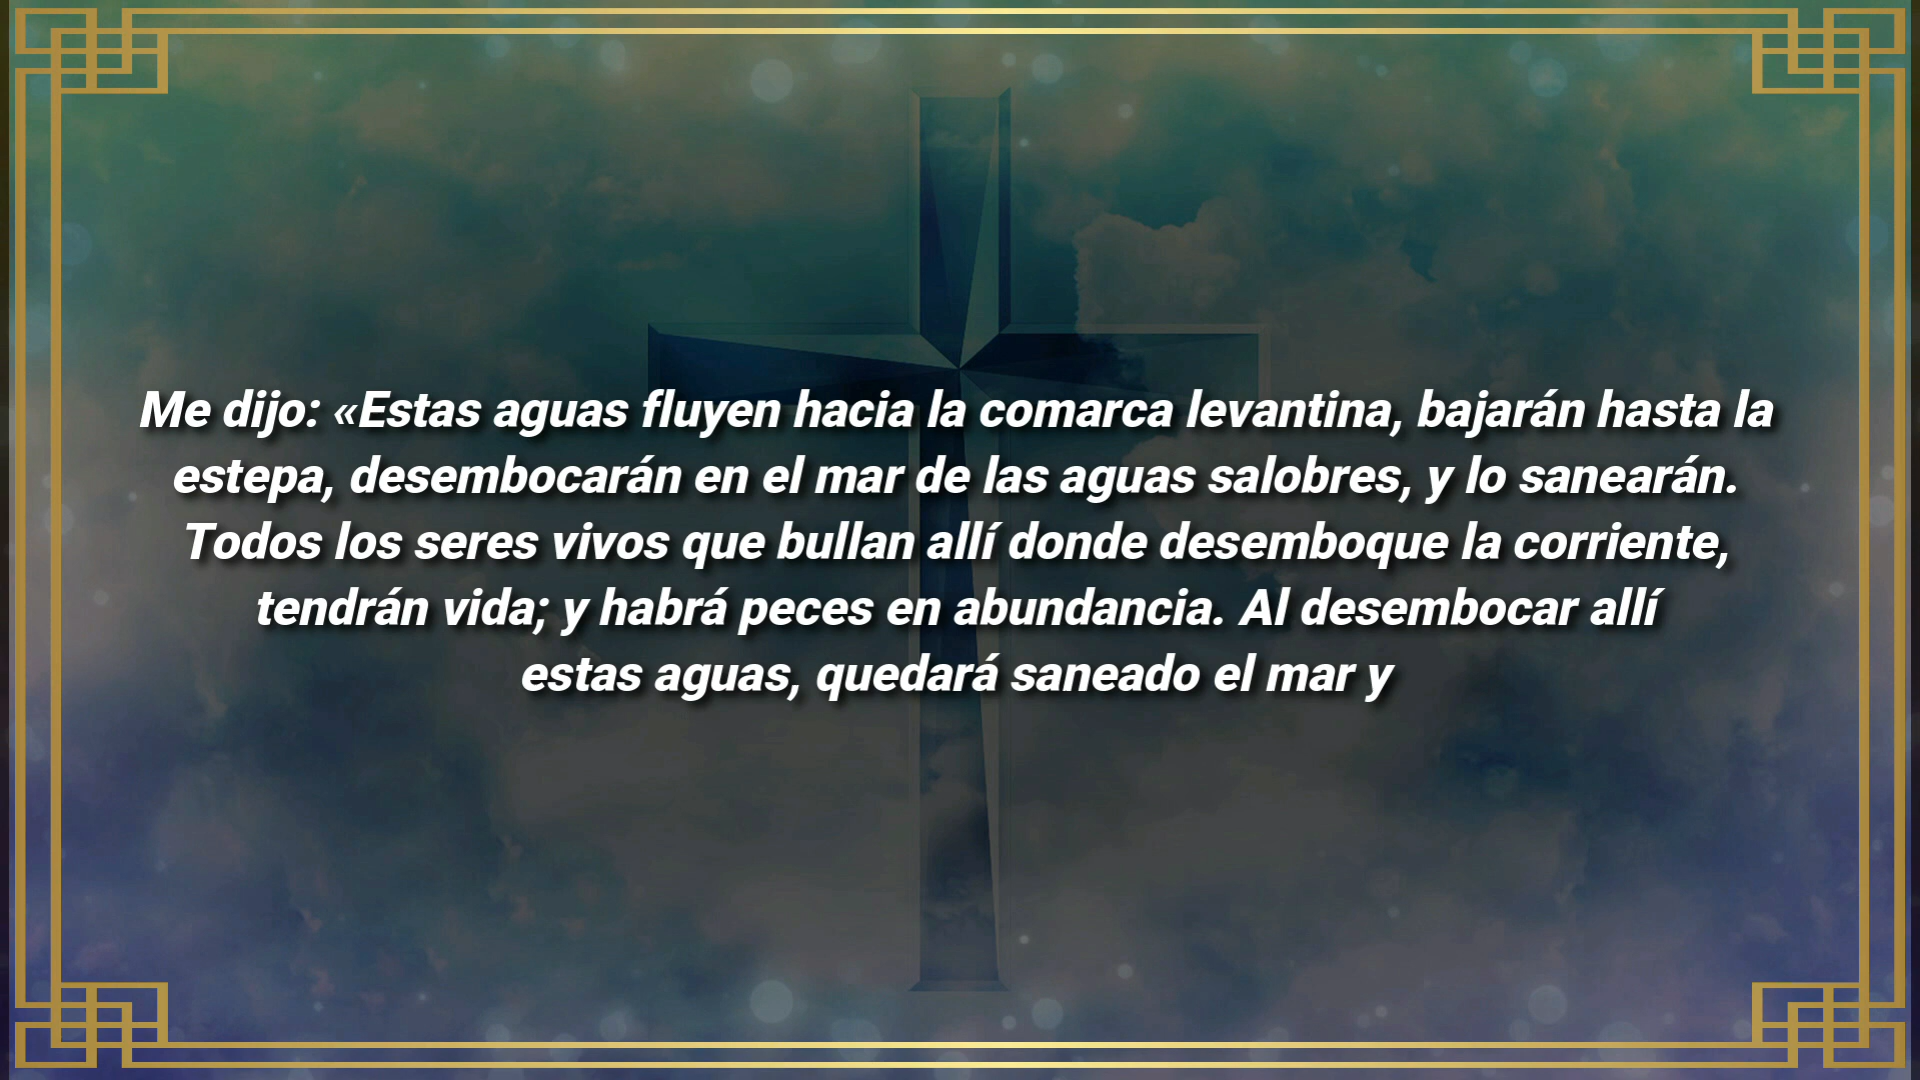 Me dijo: «Estas aguas fluyen hacia la comarca levantina, bajarán hasta la
estepa, desembocarán en el mar de las aguas salobres, y lo sanearán.
Todos los seres vivos que bullan allí donde desemboque la corriente,
tendrán vida; y habrá peces en abundancia. Al desembocar allí
estas aguas, quedará saneado el mar y